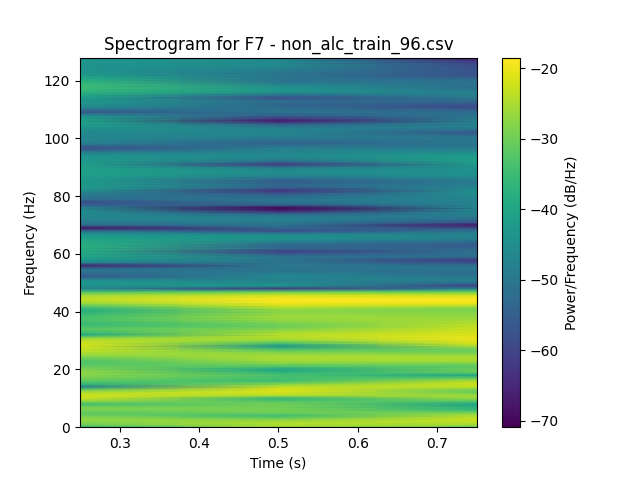 Spectrogram for F7 - non_alc_train_96.csv
120
100
80
60
40
20
0
Frequency (Hz)
0.3 0.4 0.5 0.6 0.7
Time (s)
−20
−30
−40
−50
−60
−70
Power/Frequency (dB/Hz)